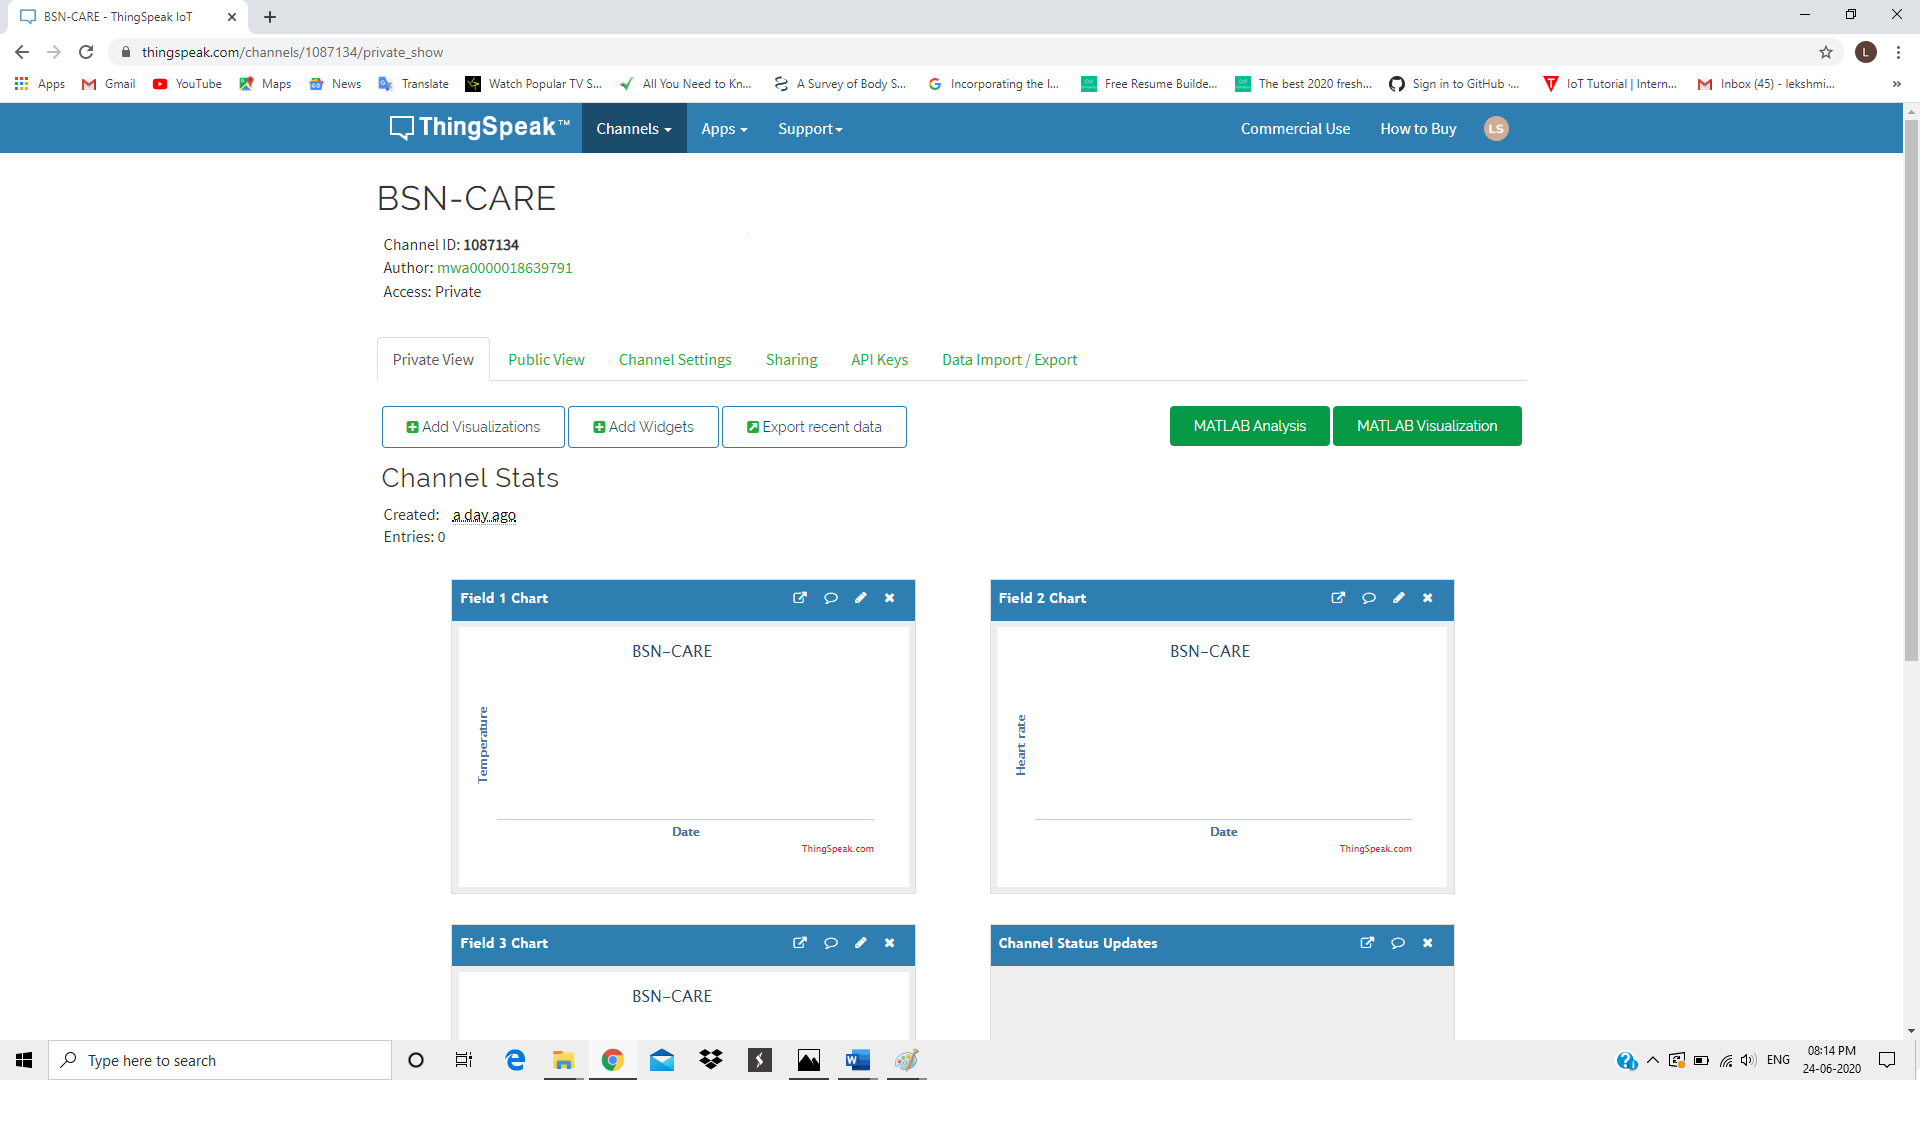 BSN-CARE - ThingSpeak IoT
thingspeak.com/channels/1087134/private_show
L
Apps Gmail YouTube Maps News Translate Watch Popular TV S... All You Need to Kn... A Survey of Body S... Incorporating the I... Free Resume Builde... The best 2020 fresh... Sign in to GitHub ·... IoT Tutorial | Intern... Inbox (45) - lekshmi... »
ThingSpeak™ Channels Apps Support Commercial Use How to Buy LS
BSN-CARE
Channel ID: 1087134
Author: mwa0000018639791
Access: Private
Private View Public View Channel Settings Sharing API Keys Data Import / Export
Add Visualizations Add Widgets Export recent data MATLAB Analysis MATLAB Visualization
Channel Stats
Created: a day ago
Entries: 0
Field 1 Chart
BSN-CARE
Temperature
Date
ThingSpeak.com
Field 2 Chart
BSN-CARE
Heart rate
Date
ThingSpeak.com
Field 3 Chart
BSN-CARE
Channel Status Updates
Type here to search
ENG
08:14 PM
24-06-2020